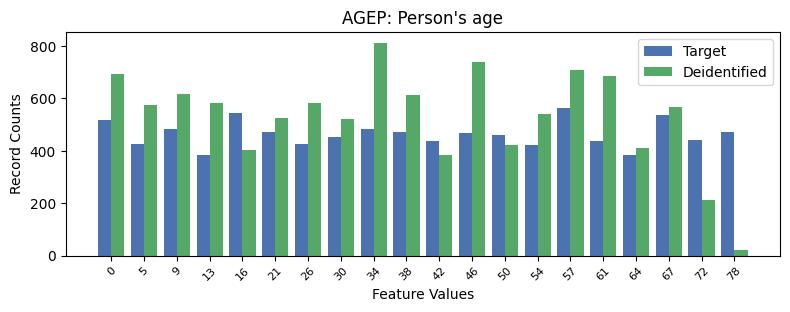 AGEP: Person's age
Target
Deidentified
Record Counts
800
600
400
200
0
0 5 9 13 16 21 26 30 34 38 42 46 50 54 57 61 64 67 72 78
Feature Values